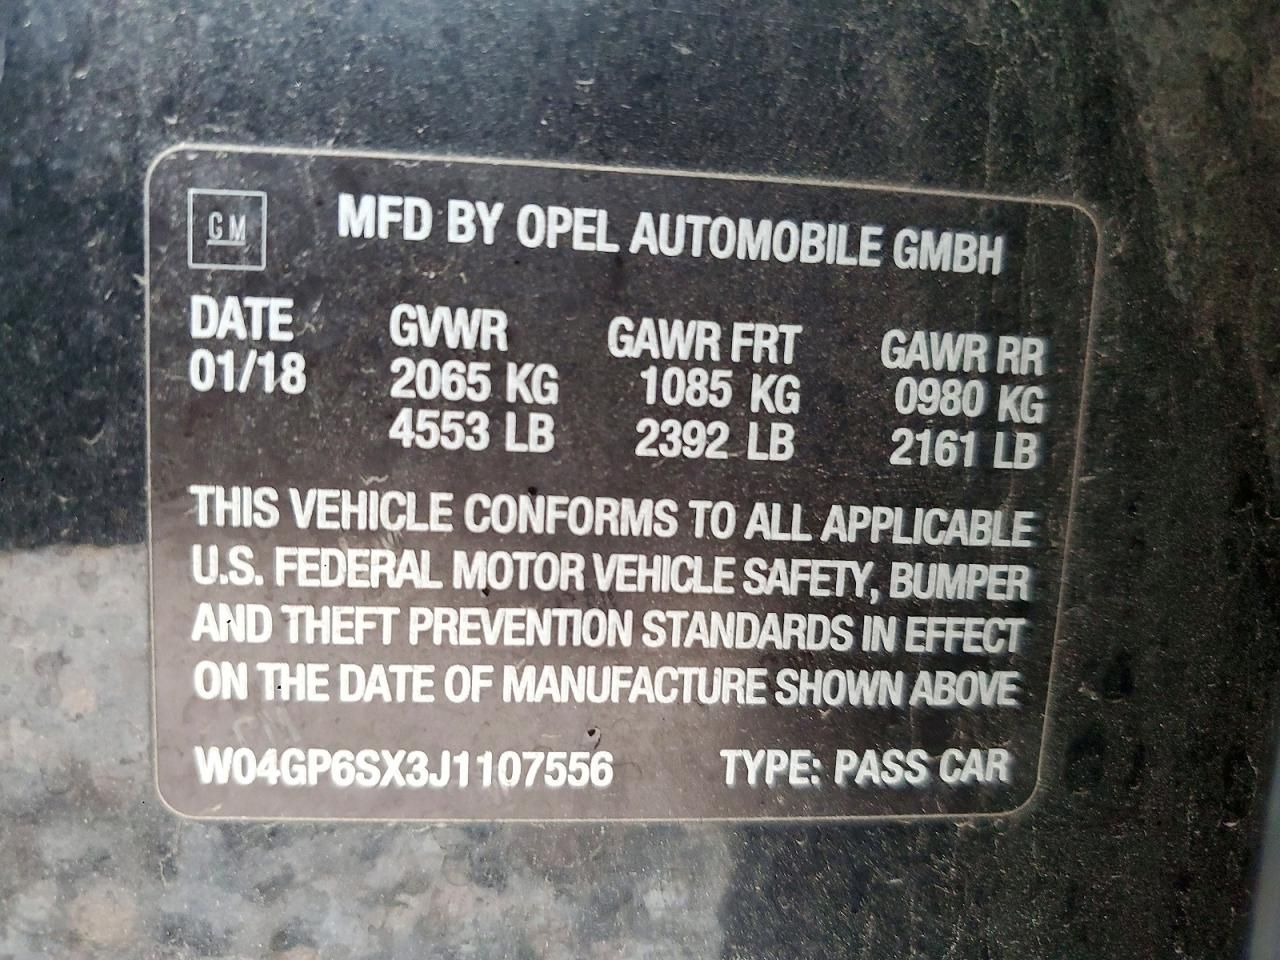 GM
MFD BY OPEL AUTOMOBILE GMBH
DATE GVWR GAWR FRT GAWR RR
01/18 2065 KG 1085 KG 0980 KG
4553 LB 2392 LB 2161 LB
THIS VEHICLE CONFORMS TO ALL APPLICABLE
U.S. FEDERAL MOTOR VEHICLE SAFETY, BUMPER
AND THEFT PREVENTION STANDARDS IN EFFECT
ON THE DATE OF MANUFACTURE SHOWN ABOVE
W04GP6SX3J1107556 TYPE: PASS CAR